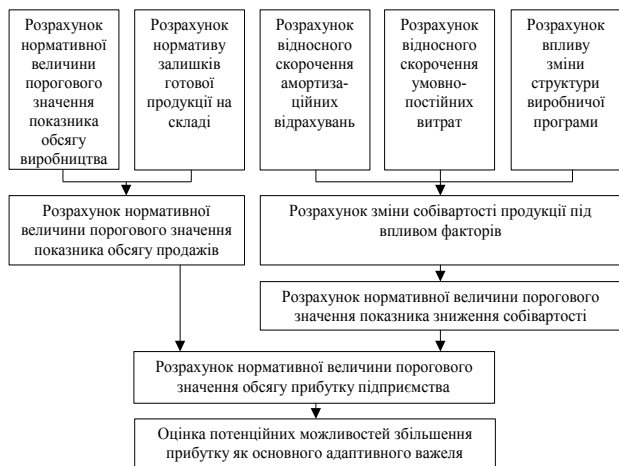 Розрахунок
нормативної
величини
порогового
значення
показника
обсягу
виробництва
Розрахунок
нормативу
залишків
готової
продукції на
складі
Розрахунок
відносного
скорочення
амортиза-
ційних
відрахувань
Розрахунок
відносного
скорочення
умовно-
постійних
витрат
Розрахунок
впливу
зміни
структури
виробничої
програми
Розрахунок нормативної
величини порогового значення
показника обсягу продажів
Розрахунок зміни собівартості продукції під
впливом факторів
Розрахунок нормативної величини порогового
значення показника зниження собівартості
Розрахунок нормативної величини порогового
значення обсягу прибутку підприємства
Оцінка потенційних можливостей збільшення
прибутку як основного адаптивного важеля